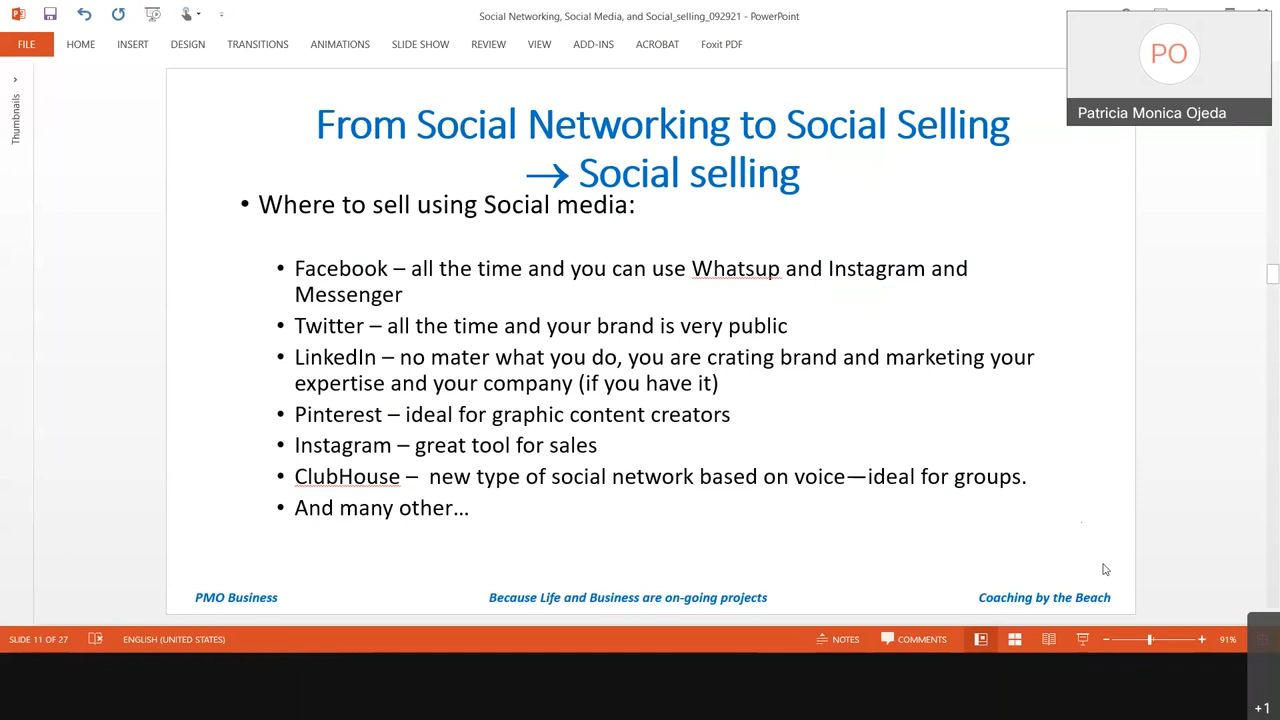 Social Networking, Social Media, and Social_selling_092921 - PowerPoint
FILE HOME INSERT DESIGN TRANSITIONS ANIMATIONS SLIDE SHOW REVIEW VIEW ADD-INS ACROBAT Foxit PDF
PO
Patricia Monica Ojeda
Thumbnails
From Social Networking to Social Selling
→ Social selling
• Where to sell using Social media:
• Facebook – all the time and you can use Whatsup and Instagram and
Messenger
• Twitter – all the time and your brand is very public
• LinkedIn – no mater what you do, you are crating brand and marketing your
expertise and your company (if you have it)
• Pinterest – ideal for graphic content creators
• Instagram – great tool for sales
• ClubHouse – new type of social network based on voice—ideal for groups.
• And many other…
PMO Business Because Life and Business are on-going projects Coaching by the Beach
SLIDE 11 OF 27 ENGLISH (UNITED STATES) NOTES COMMENTS 91%
+1